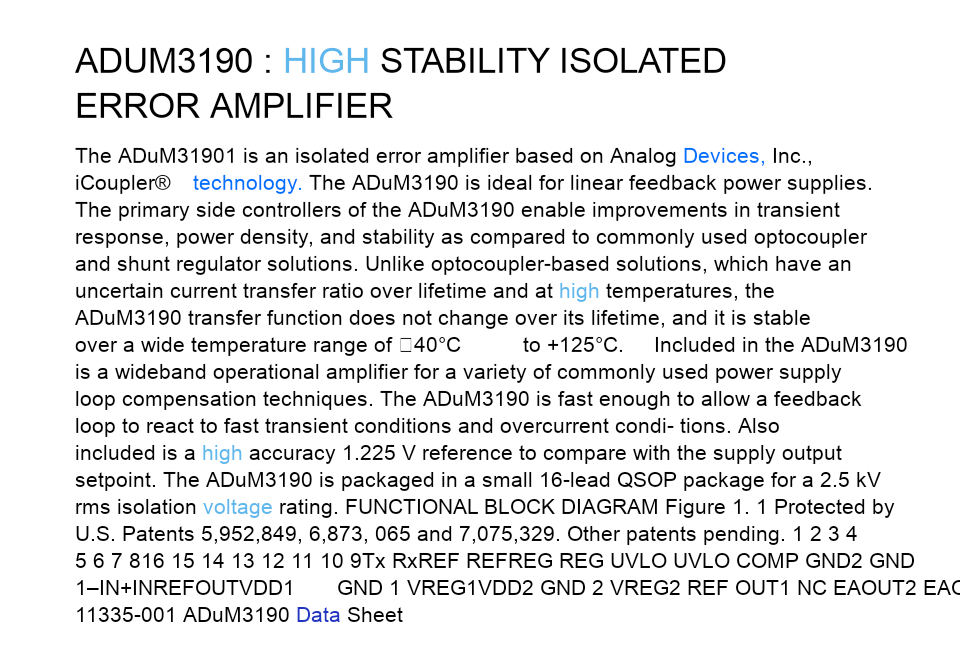 ADUM3190 : HIGH STABILITY ISOLATED
ERROR AMPLIFIER
The ADuM31901 is an isolated error amplifier based on Analog Devices, Inc.,
iCoupler® technology. The ADuM3190 is ideal for linear feedback power supplies.
The primary side controllers of the ADuM3190 enable improvements in transient
response, power density, and stability as compared to commonly used optocoupler
and shunt regulator solutions. Unlike optocoupler-based solutions, which have an
uncertain current transfer ratio over lifetime and at high temperatures, the
ADuM3190 transfer function does not change over its lifetime, and it is stable
over a wide temperature range of □40°C to +125°C. Included in the ADuM3190
is a wideband operational amplifier for a variety of commonly used power supply
loop compensation techniques. The ADuM3190 is fast enough to allow a feedback
loop to react to fast transient conditions and overcurrent condi- tions. Also
included is a high accuracy 1.225 V reference to compare with the supply output
setpoint. The ADuM3190 is packaged in a small 16-lead QSOP package for a 2.5 kV
rms isolation voltage rating. FUNCTIONAL BLOCK DIAGRAM Figure 1. 1 Protected by
U.S. Patents 5,952,849, 6,873, 065 and 7,075,329. Other patents pending. 1 2 3 4
5 6 7 816 15 14 13 12 11 10 9Tx RxREF REFREG REG UVLO UVLO COMP GND2 GND
1–IN+INREFOUTVDD1 GND 1 VREG1VDD2 GND 2 VREG2 REF OUT1 NC EAOUT2
11335-001 ADuM3190 Data Sheet